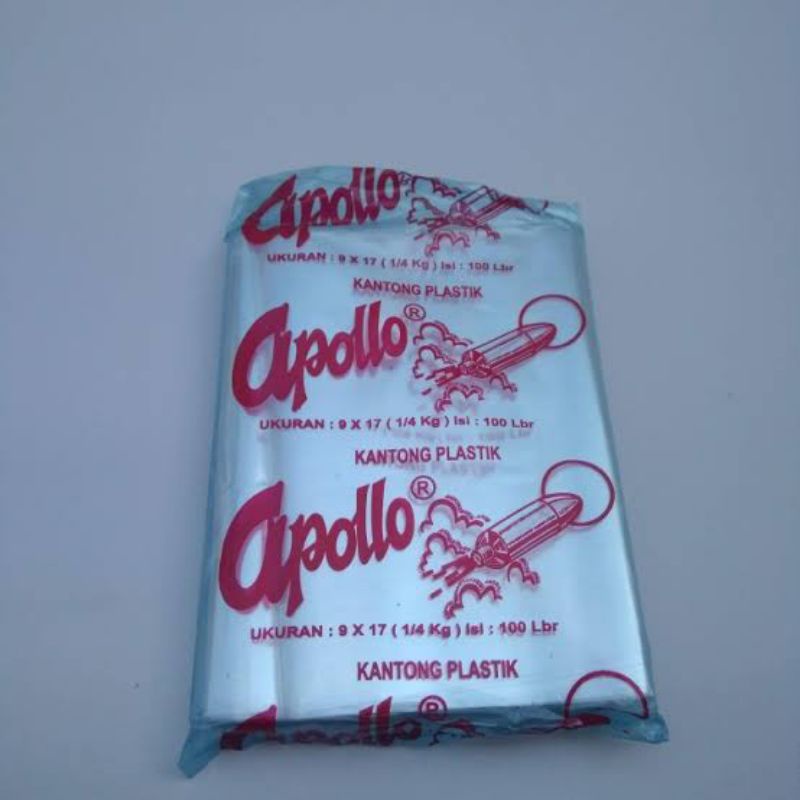 Apollo
UKURAN : 9 X 17 ( 1/4 Kg ) Isi : 100 Lbr
KANTONG PLASTIK
Apollo ®
UKURAN : 9 X 17 ( 1/4 Kg ) Isi : 100 Lbr
KANTONG PLASTIK
Apollo ®
UKURAN : 9 X 17 ( 1/4 Kg ) Isi : 100 Lbr
KANTONG PLASTIK
Apollo ®